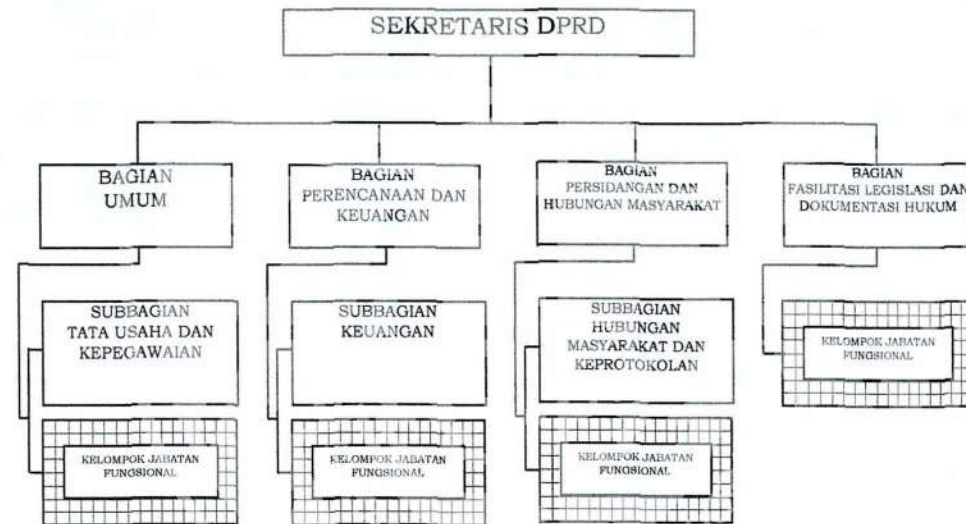 SEKRETARIS DPRD
BAGIAN
UMUM
BAGIAN
PERENCANAAN DAN
KEUANGAN
BAGIAN
PERSIDANGAN DAN
HUBUNGAN MASYARAKAT
BAGIAN
FASILITASI LEGISLASI DAN
DOKUMENTASI HUKUM
SUBBAGIAN
TATA USAHA DAN
KEPEGAWAIAN
SUBBAGIAN
KEUANGAN
SUBBAGIAN
HUBUNGAN
MASYARAKAT DAN
KEPROTOKOLAN
KELOMPOK JABATAN
FUNGSIONAL
KELOMPOK JABATAN
FUNGSIONAL
KELOMPOK JABATAN
FUNGSIONAL
KELOMPOK JABATAN
FUNGSIONAL